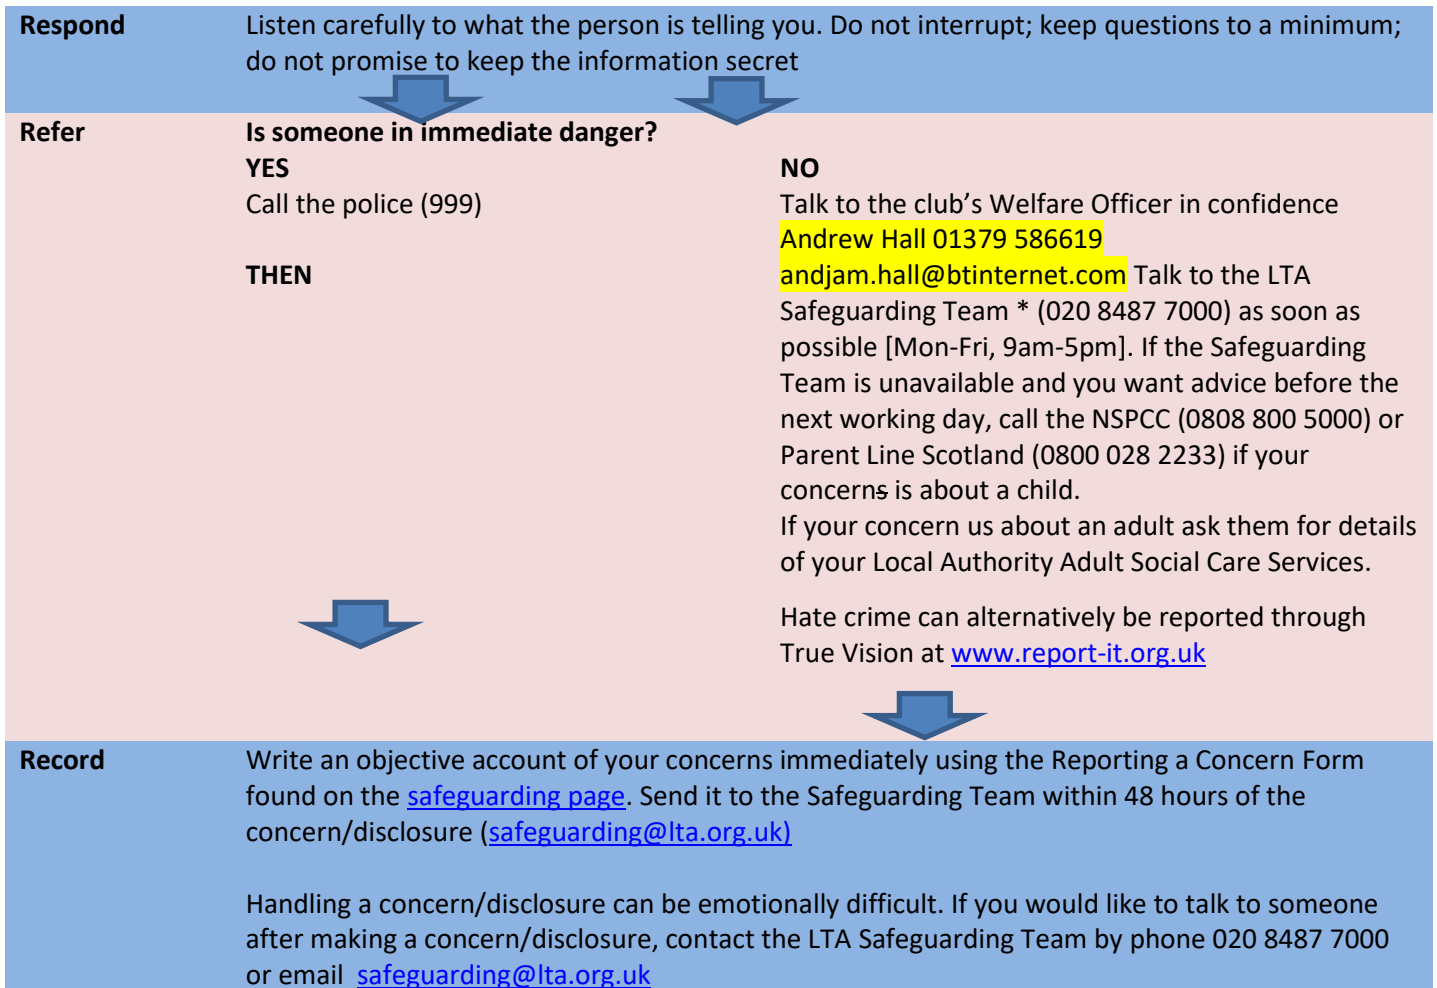 Respond
Listen carefully to what the person is telling you. Do not interrupt; keep questions to a minimum;
do not promise to keep the information secret
Refer
Is someone in immediate danger?
YES
Call the police (999)
THEN
NO
Talk to the club’s Welfare Officer in confidence
Andrew Hall 01379 586619
andjam.hall@btinternet.com Talk to the LTA
Safeguarding Team * (020 8487 7000) as soon as
possible [Mon-Fri, 9am-5pm]. If the Safeguarding
Team is unavailable and you want advice before the
next working day, call the NSPCC (0808 800 5000) or
Parent Line Scotland (0800 028 2233) if your
concerns is about a child.
If your concern us about an adult ask them for details
of your Local Authority Adult Social Care Services.
Hate crime can alternatively be reported through
True Vision at www.report-it.org.uk
Record
Write an objective account of your concerns immediately using the Reporting a Concern Form
found on the safeguarding page. Send it to the Safeguarding Team within 48 hours of the
concern/disclosure (safeguarding@lta.org.uk)
Handling a concern/disclosure can be emotionally difficult. If you would like to talk to someone
after making a concern/disclosure, contact the LTA Safeguarding Team by phone 020 8487 7000
or email safeguarding@lta.org.uk